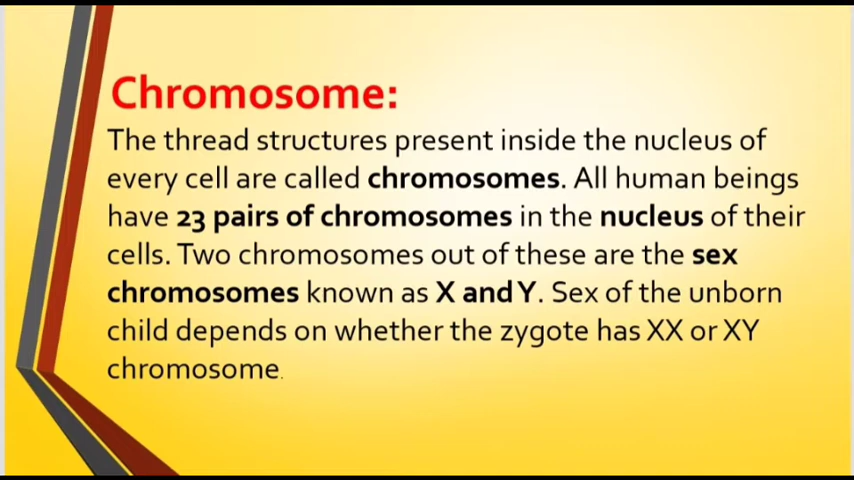 Chromosome:
The thread structures present inside the nucleus of
every cell are called chromosomes. All human beings
have 23 pairs of chromosomes in the nucleus of their
cells. Two chromosomes out of these are the sex
chromosomes known as X and Y. Sex of the unborn
child depends on whether the zygote has XX or XY
chromosome.